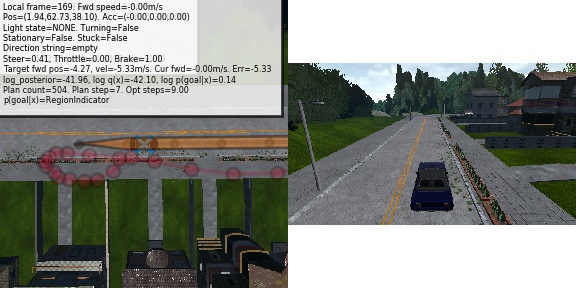 Local frame=169: Fwd speed=-0.00m/s
Pos=(1.94,62.73,38.10). Acc=(-0.00,0.00,0.00)
Light state=NONE. Turning=False
Stationary=False. Stuck=False
Direction string=empty
Steer=0.41, Throttle=0.00, Brake=1.00
Target fwd pos=-4.27, vel=-5.33m/s. Cur fwd=-0.00m/s, Err=-5.33
log_posterior=-41.96, log q(x)=-42.10, log p(goal|x)=0.14
Plan count=504. Plan step=7. Opt steps=9.00
p(goal|x)=RegionIndicator